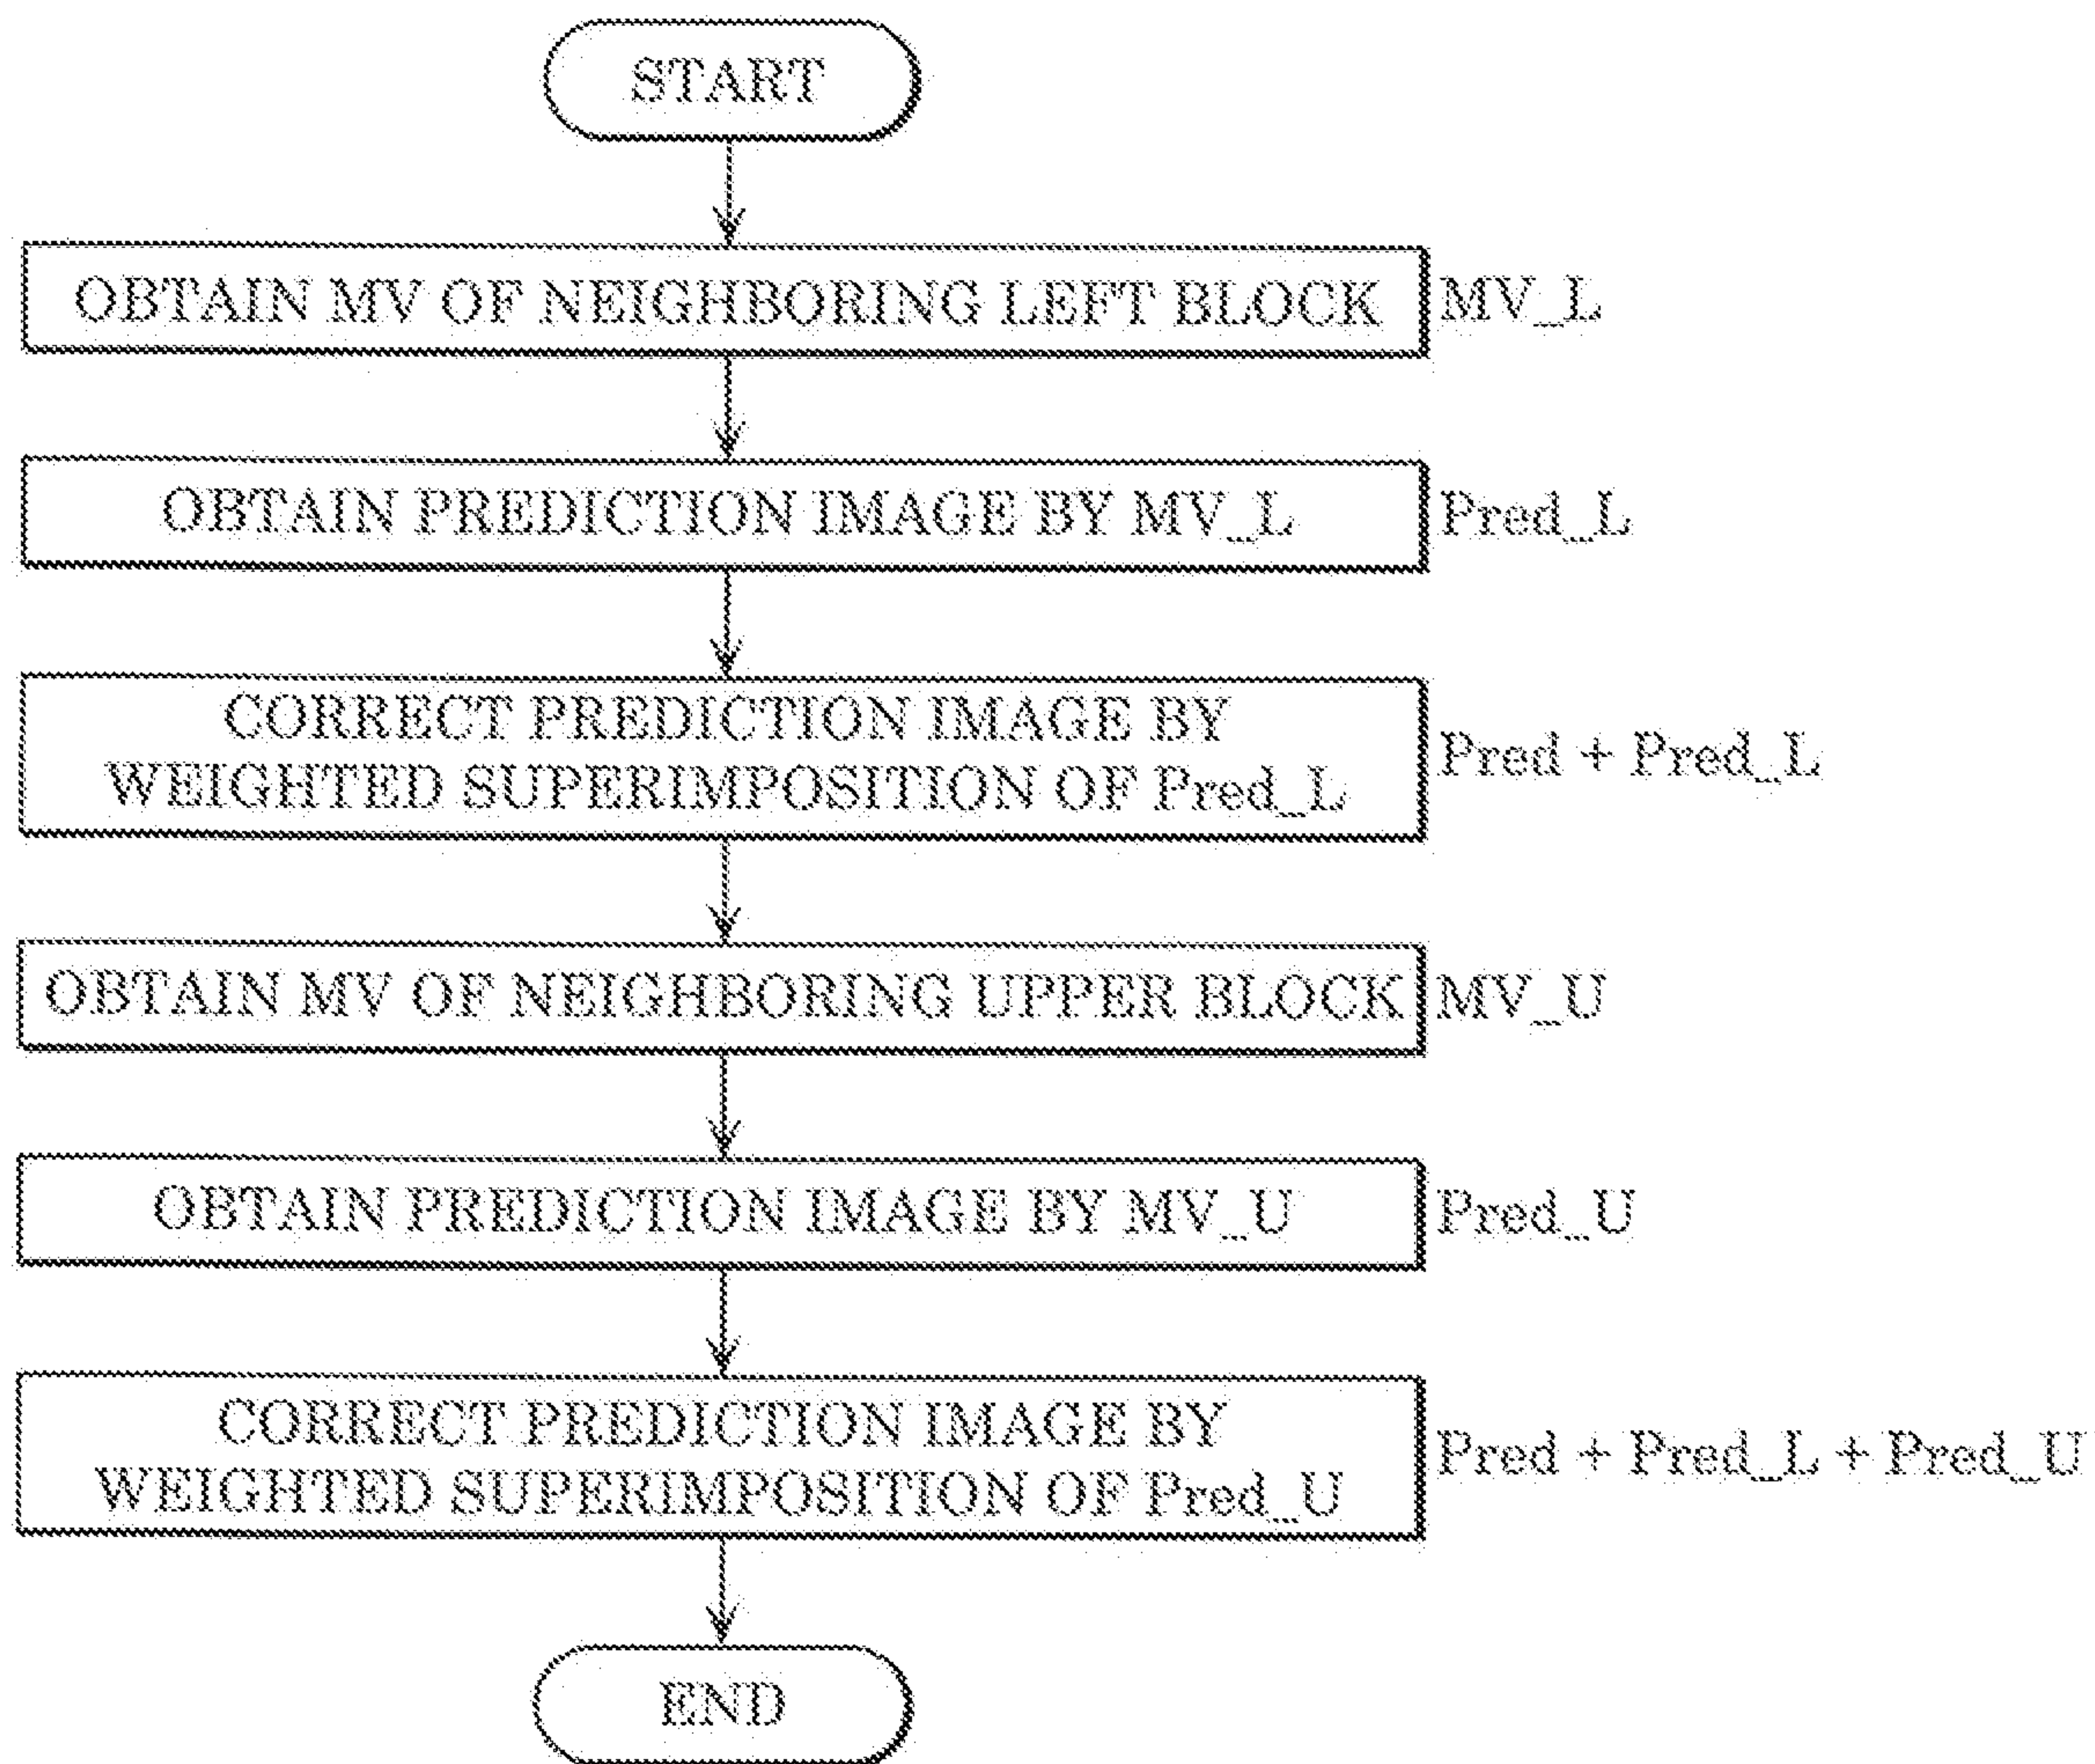 START
OBTAIN MV OF NEIGHBORING LEFT BLOCK
MV_L
OBTAIN PREDICTION IMAGE BY MV_L
Pred_L
CORRECT PREDICTION IMAGE BY
WEIGHTED SUPERIMPOSITION OF Pred_L
Pred + Pred_L
OBTAIN MV OF NEIGHBORING UPPER BLOCK
MV_U
OBTAIN PREDICTION IMAGE BY MV_U
Pred_U
CORRECT PREDICTION IMAGE BY
WEIGHTED SUPERIMPOSITION OF Pred_U
Pred + Pred_L + Pred_U
END